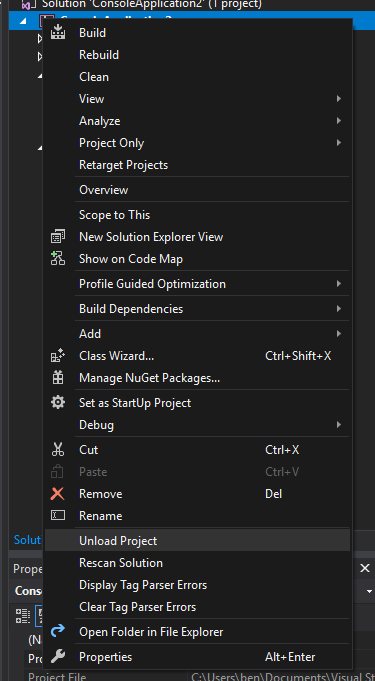 Solution 'ConsoleApplication2' (1 project)
Build
Rebuild
Clean
View
Analyze
Project Only
Retarget Projects
Overview
Scope to This
New Solution Explorer View
Show on Code Map
Profile Guided Optimization
Build Dependencies
Add
Class Wizard... Ctrl+Shift+X
Manage NuGet Packages...
Set as StartUp Project
Debug
Cut Ctrl+X
Paste Ctrl+V
Remove Del
Rename
Solut
Unload Project
Rescan Solution
Prope
Display Tag Parser Errors
Cons
Clear Tag Parser Errors
Open Folder in File Explorer
(N
Pro
Properties Alt+Enter
Project File C:\Users\ben\Documents\Visual St